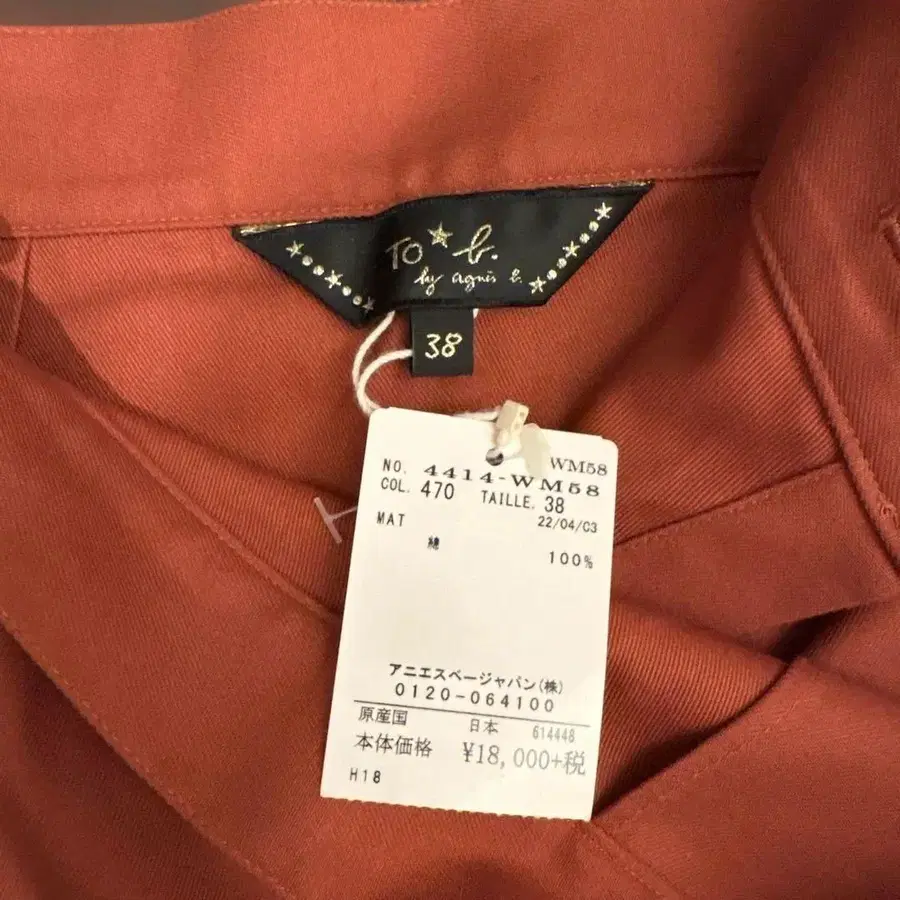 TO★b.
by agnès b.
38
WM58
NO. 4414-WM58
COL. 470 TAILLE. 38
22/04/C3
MAT
綿 100%
アニエスベージャパン(株)
0120-064100
原産国 日本 614448
本体価格 ¥18,000+税
H18